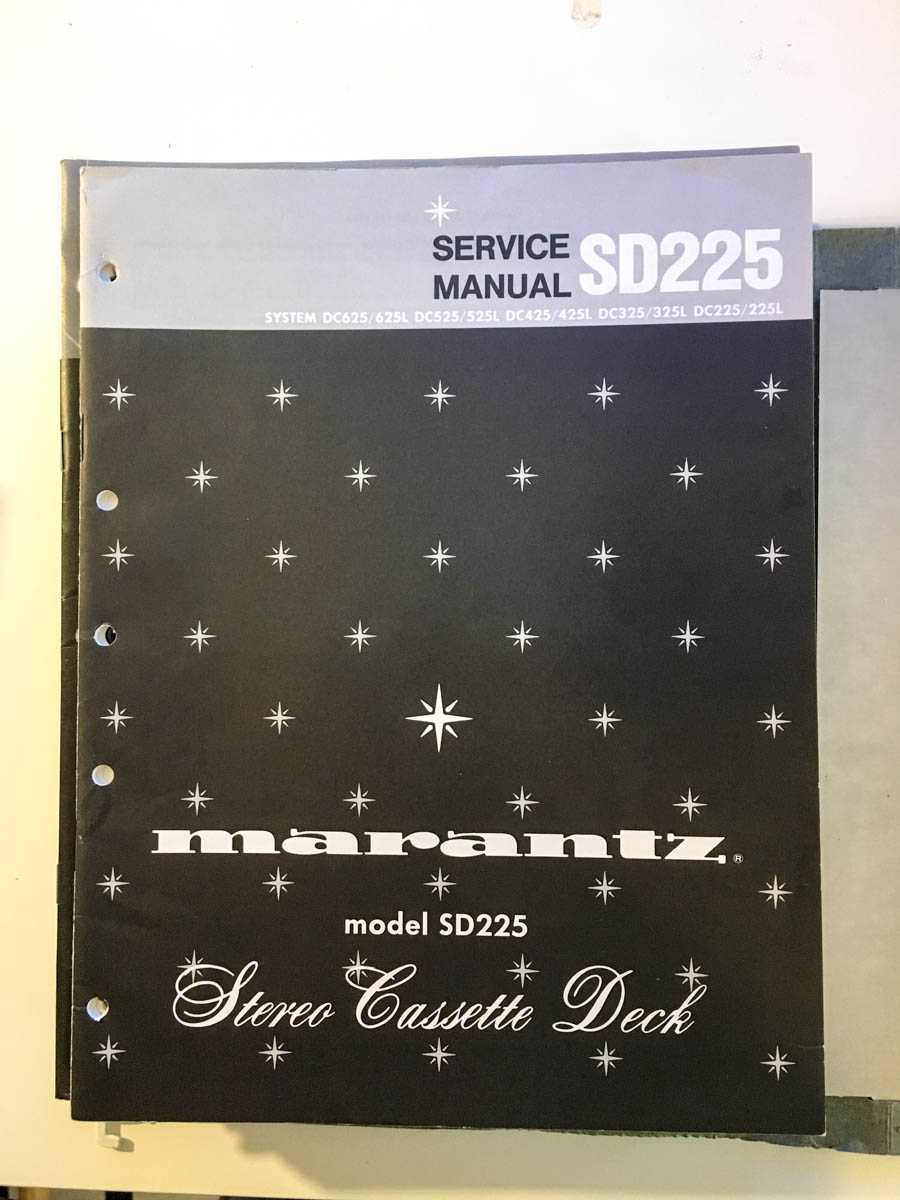 SERVICE
MANUAL SD225
SYSTEM DC625/625L DC525/525L DC425/425L DC325/325L DC225/225L
marantz®
model SD225
Stereo Cassette Deck